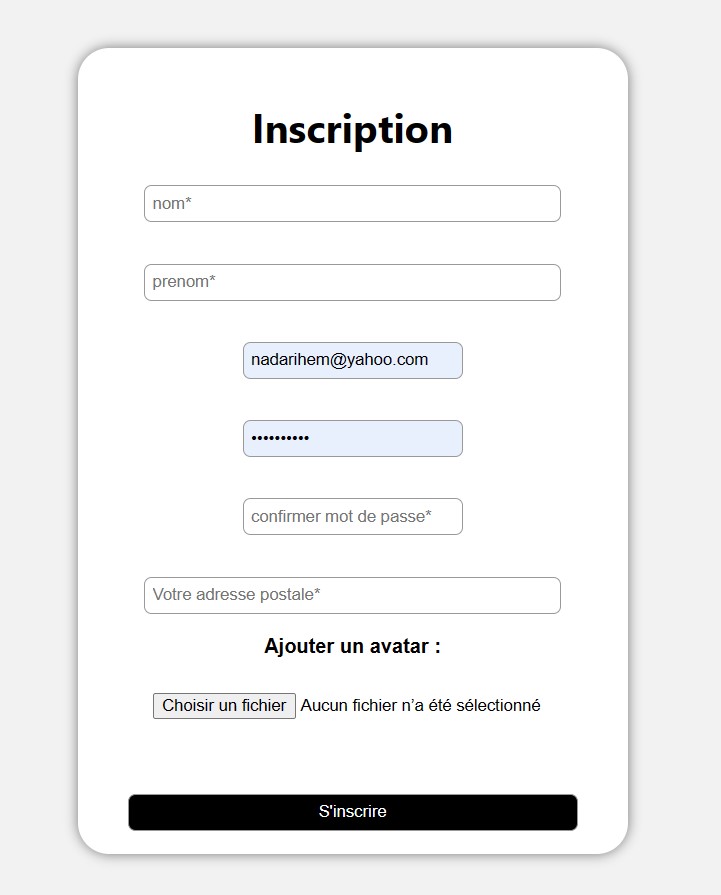 Inscription
nom*
prenom*
nadarihem@yahoo.com
••••••••••
confirmer mot de passe*
Votre adresse postale*
Ajouter un avatar :
Choisir un fichier Aucun fichier n’a été sélectionné
S'inscrire